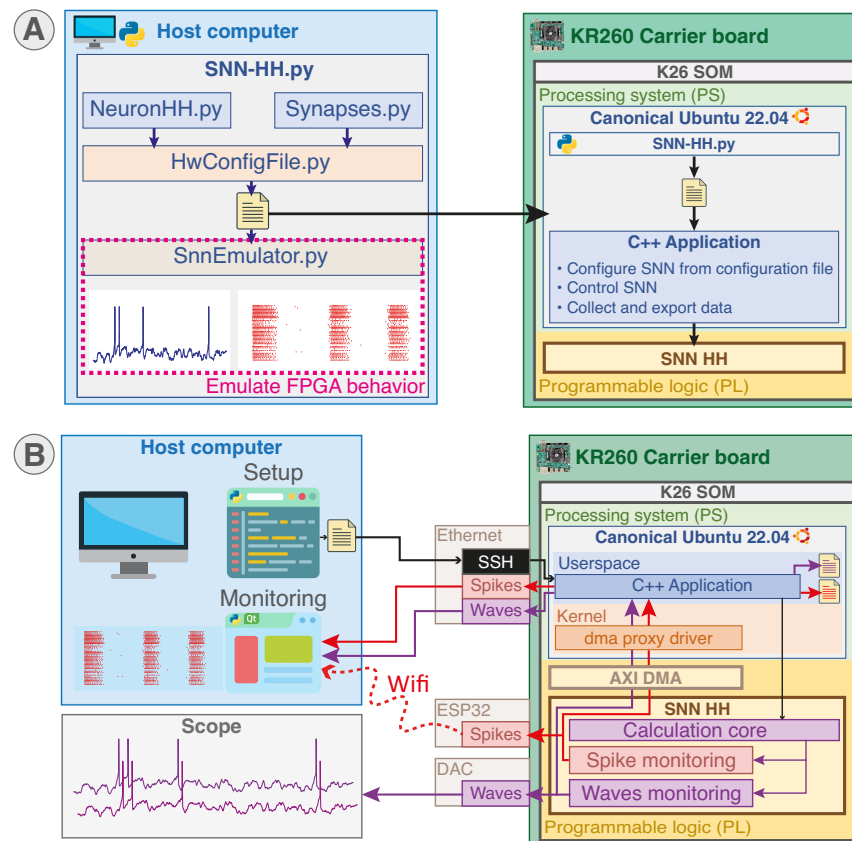 A
Host computer
SNN-HH.py
NeuronHH.py
Synapses.py
HwConfigFile.py
SnnEmulator.py
Emulate FPGA behavior
KR260 Carrier board
K26 SOM
Processing system (PS)
Canonical Ubuntu 22.04
SNN-HH.py
C++ Application
• Configure SNN from configuration file
• Control SNN
• Collect and export data
SNN HH
Programmable logic (PL)
B
Host computer
Setup
Monitoring
Qt
Wifi
Scope
Ethernet
SSH
Spikes
Waves
ESP32
Spikes
DAC
Waves
KR260 Carrier board
K26 SOM
Processing system (PS)
Canonical Ubuntu 22.04
Userspace
C++ Application
Kernel
dma proxy driver
AXI DMA
SNN HH
Calculation core
Spike monitoring
Waves monitoring
Programmable logic (PL)